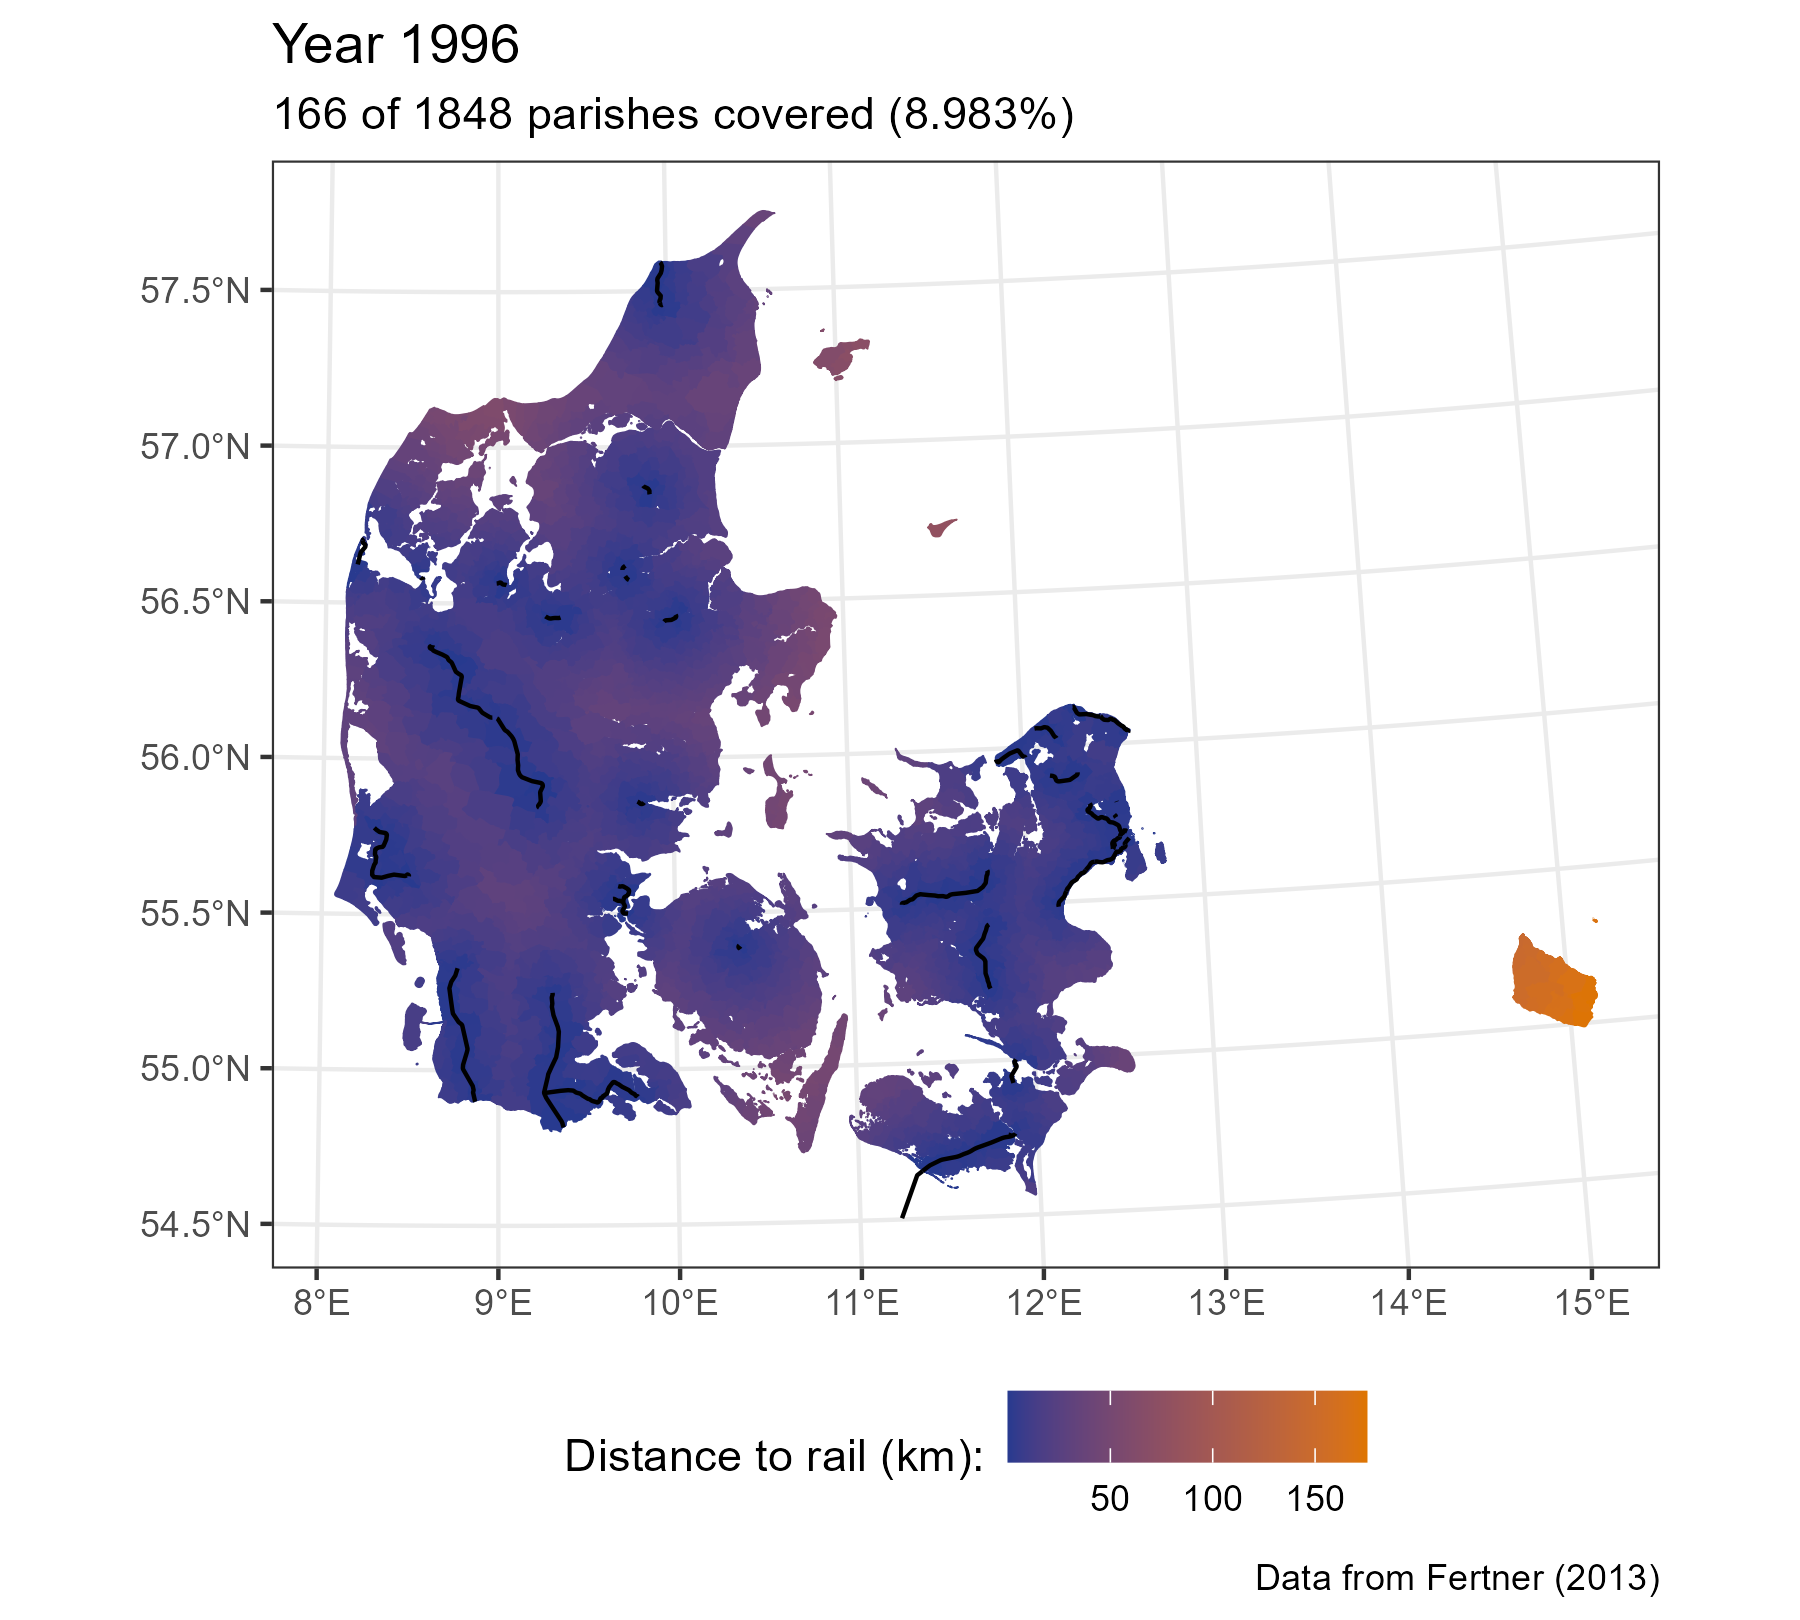 Year 1996
166 of 1848 parishes covered (8.983%)
57.5°N
57.0°N
56.5°N
56.0°N
55.5°N
55.0°N
54.5°N
8°E 9°E 10°E 11°E 12°E 13°E 14°E 15°E
Distance to rail (km):
50 100 150
Data from Fertner (2013)